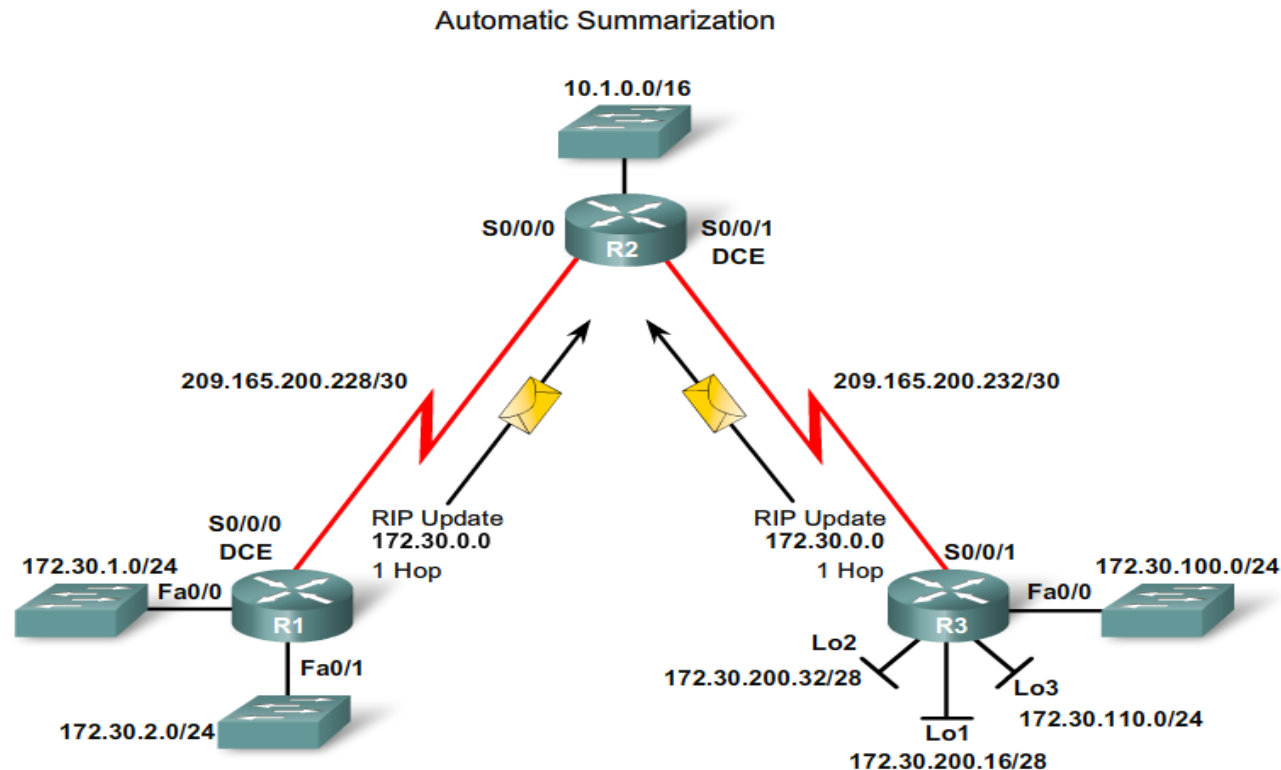 Automatic Summarization
10.1.0.0/16
S0/0/0
S0/0/1
DCE
R2
209.165.200.228/30
209.165.200.232/30
RIP Update
172.30.0.0
1 Hop
RIP Update
172.30.0.0
1 Hop
S0/0/0
DCE
S0/0/1
172.30.1.0/24
Fa0/0
R1
Fa0/1
172.30.2.0/24
172.30.100.0/24
Fa0/0
R3
Lo2
172.30.200.32/28
Lo3
172.30.110.0/24
Lo1
172.30.200.16/28